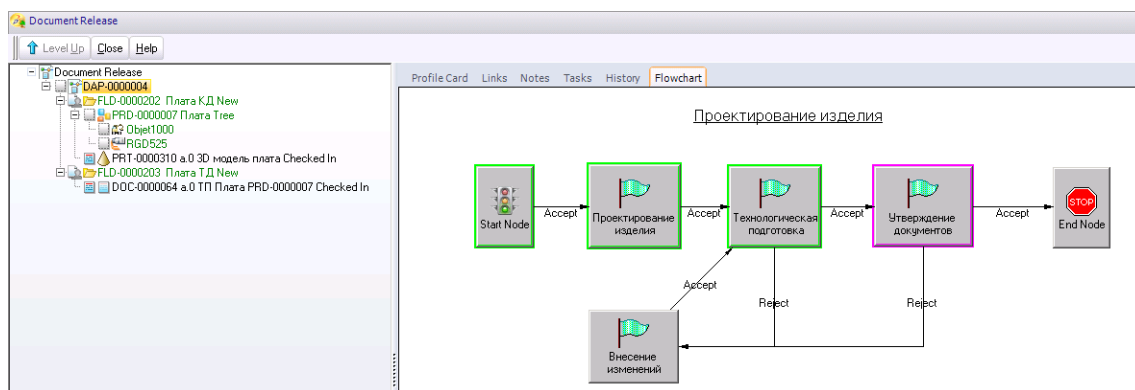 Document Release
Level Up Close Help
Document Release
DAP-0000004
FLD-0000202 Плата КД New
PRD-0000007 Плата Tree
Objet1000
RGD525
PRT-0000310 a.0 3D модель плата Checked In
FLD-0000203 Плата ТД New
DOC-0000064 a.0 ТП Плата PRD-0000007 Checked In
Profile Card Links Notes Tasks History Flowchart
Проектирование изделия
Start Node
Accept
Проектирование
изделия
Accept
Технологическая
подготовка
Accept
Утверждение
документов
Accept
STOP
End Node
Accept
Reject
Reject
Внесение
изменений